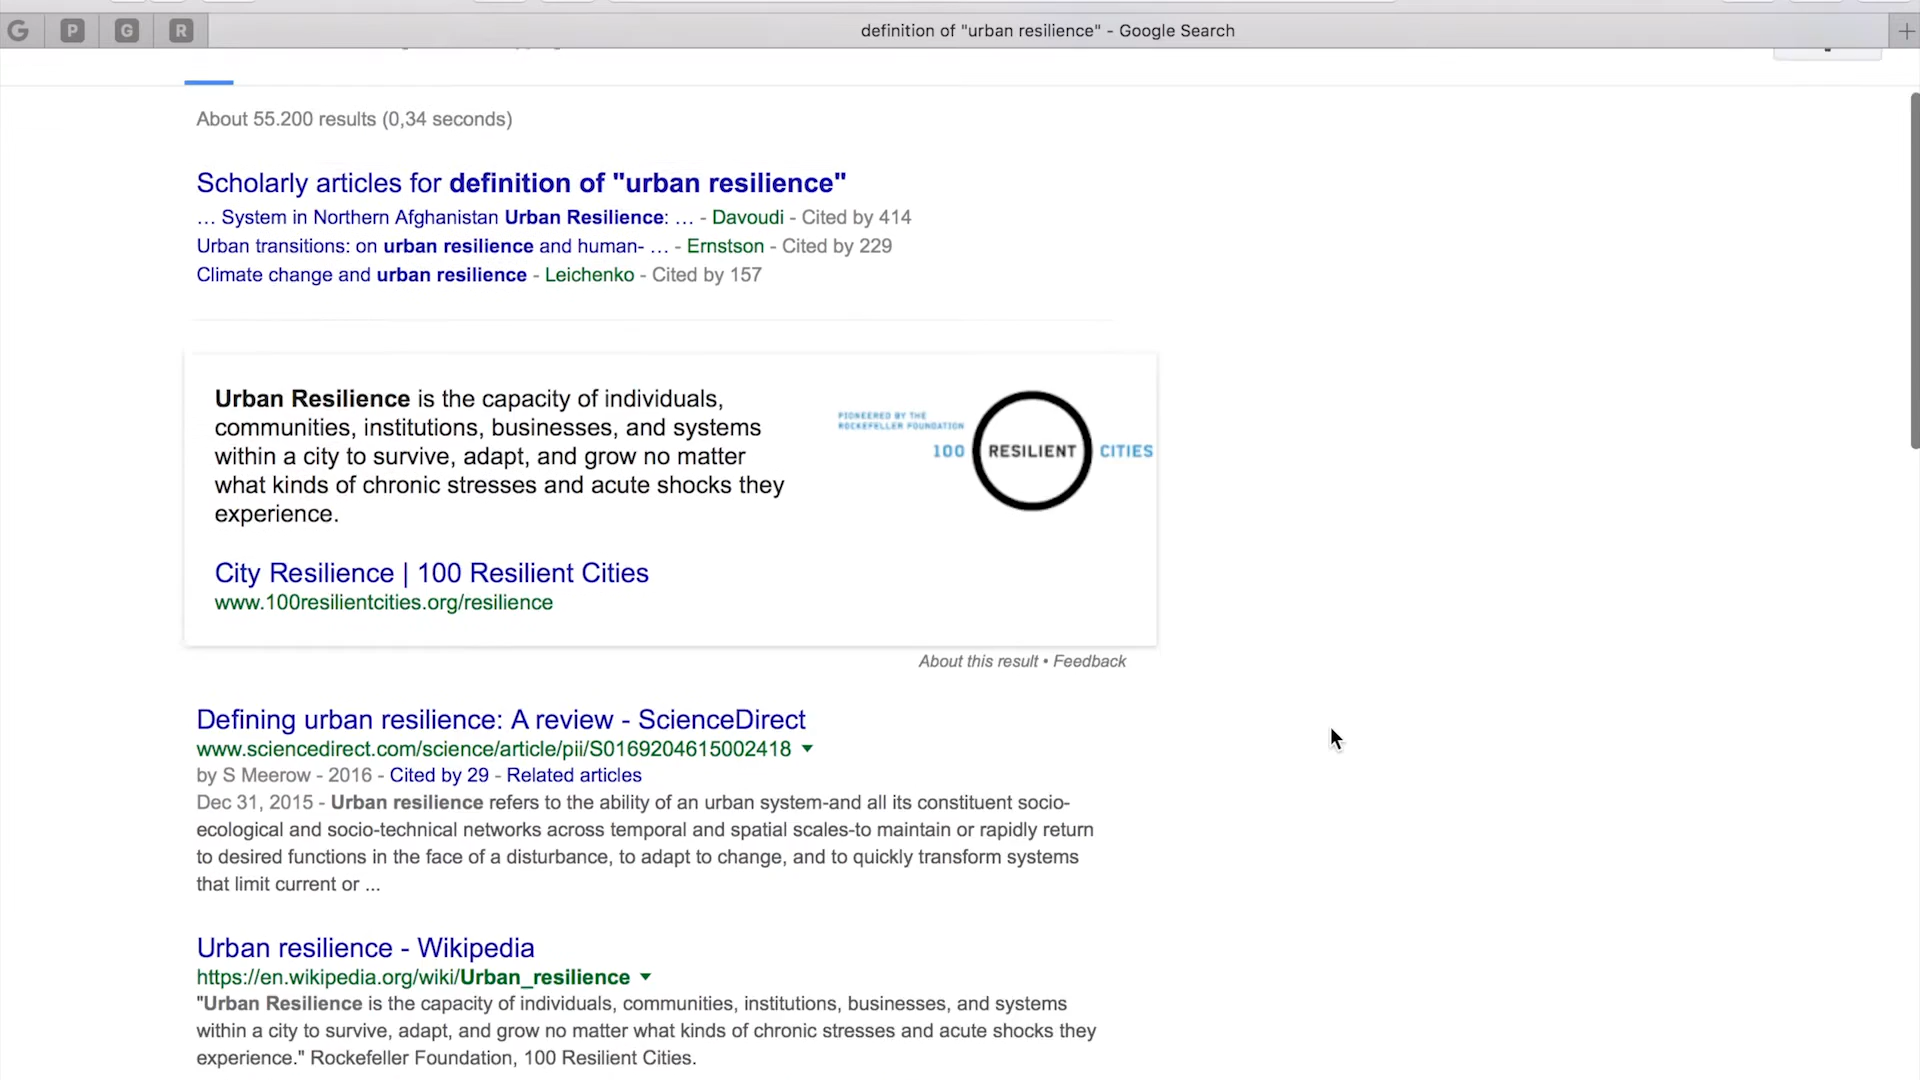 G P G R definition of "urban resilience" - Google Search +
About 55.200 results (0,34 seconds)
Scholarly articles for definition of "urban resilience"
… System in Northern Afghanistan Urban Resilience: … - Davoudi - Cited by 414
Urban transitions: on urban resilience and human- … - Ernstson - Cited by 229
Climate change and urban resilience - Leichenko - Cited by 157
Urban Resilience is the capacity of individuals,
communities, institutions, businesses, and systems
within a city to survive, adapt, and grow no matter
what kinds of chronic stresses and acute shocks they
experience.
PIONEERED BY THE
ROCKEFELLER FOUNDATION
100 RESILIENT CITIES
City Resilience | 100 Resilient Cities
www.100resilientcities.org/resilience
About this result • Feedback
Defining urban resilience: A review - ScienceDirect
www.sciencedirect.com/science/article/pii/S0169204615002418
by S Meerow - 2016 - Cited by 29 - Related articles
Dec 31, 2015 - Urban resilience refers to the ability of an urban system-and all its constituent socio-
ecological and socio-technical networks across temporal and spatial scales-to maintain or rapidly return
to desired functions in the face of a disturbance, to adapt to change, and to quickly transform systems
that limit current or ...
Urban resilience - Wikipedia
https://en.wikipedia.org/wiki/Urban_resilience
"Urban Resilience is the capacity of individuals, communities, institutions, businesses, and systems
within a city to survive, adapt, and grow no matter what kinds of chronic stresses and acute shocks they
experience." Rockefeller Foundation, 100 Resilient Cities.